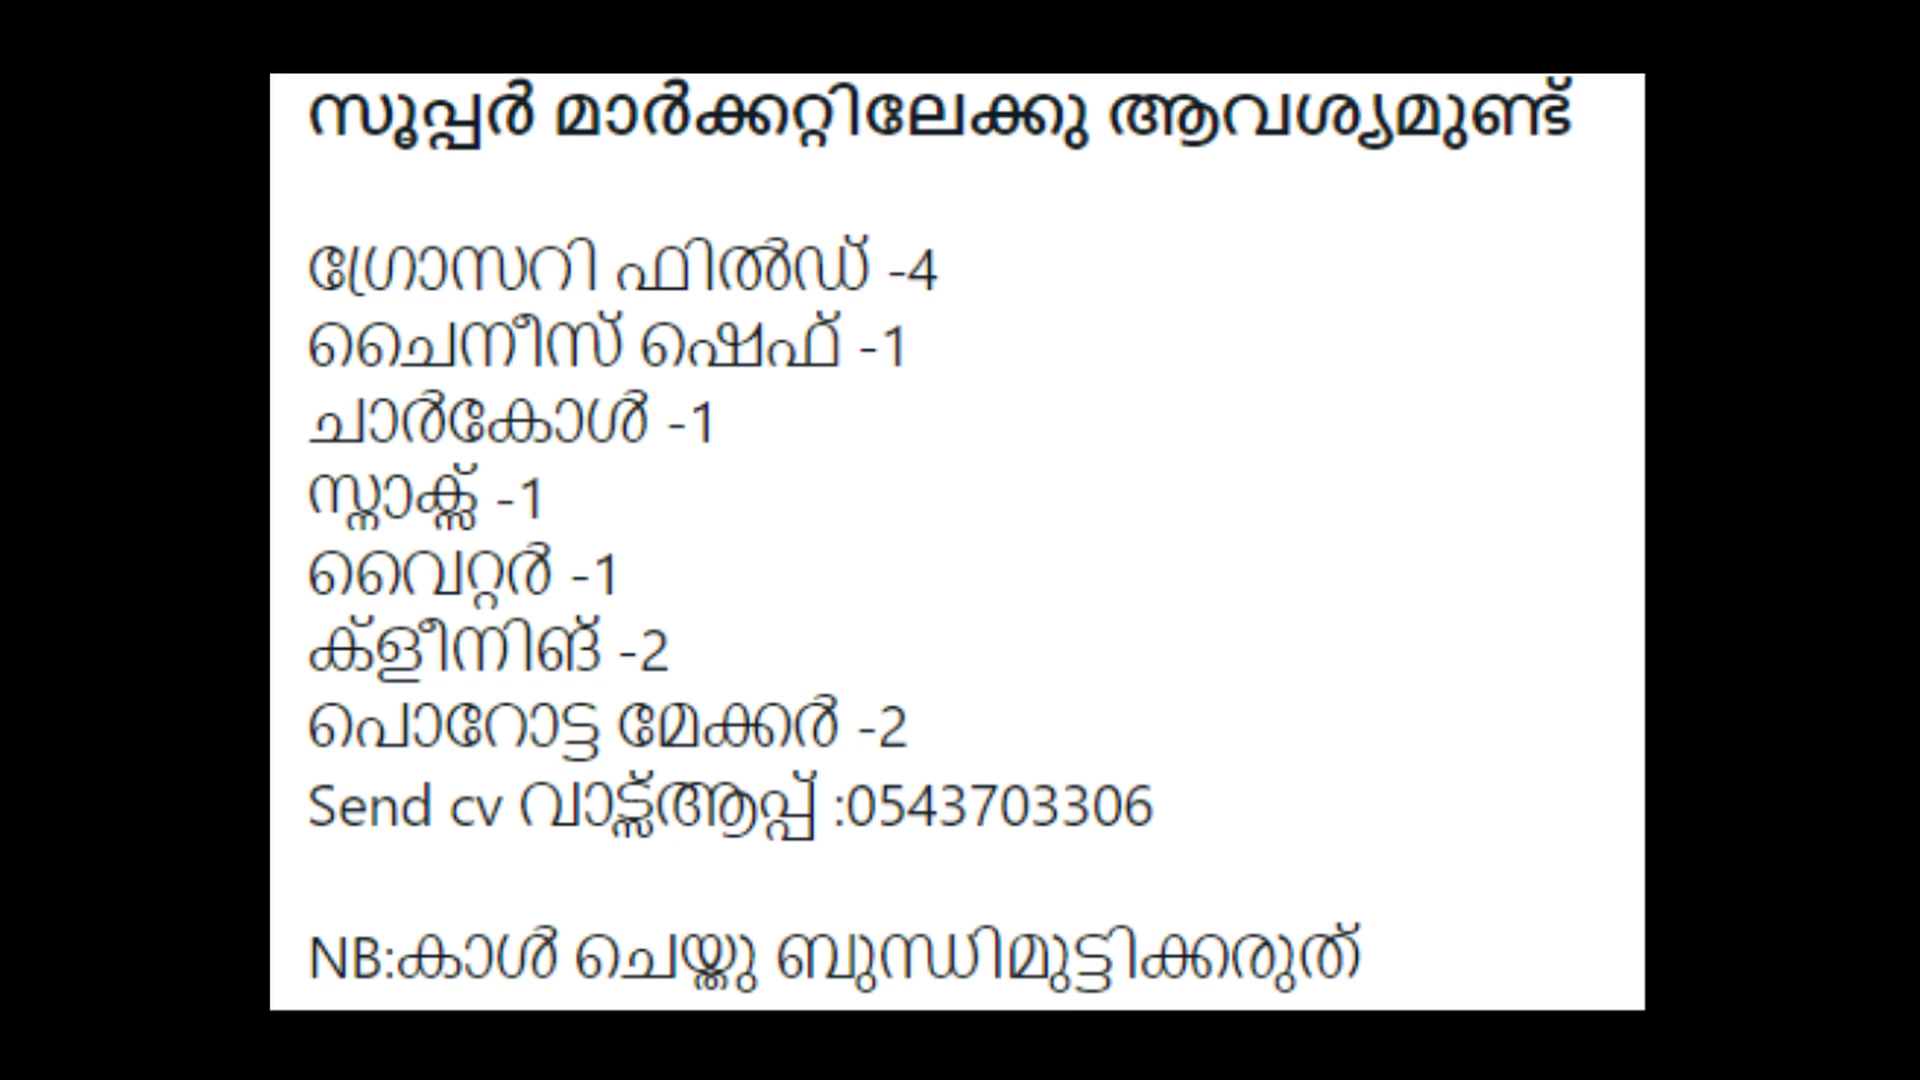 സൂപ്പർ മാർക്കറ്റിലേക്കു ആവശ്യമുണ്ട്
ഗ്രോസറി ഫിൽഡ് -4
ചൈനീസ് ഷെഫ് -1
ചാർകോൾ -1
സ്നാക്സ് -1
വൈറ്റർ -1
ക്ളീനിങ് -2
പൊറോട്ട മേക്കർ -2
Send cv വാട്സ്ആപ്പ് :0543703306
NB:കാൾ ചെയ്തു ബുന്ധിമുട്ടിക്കരുത്